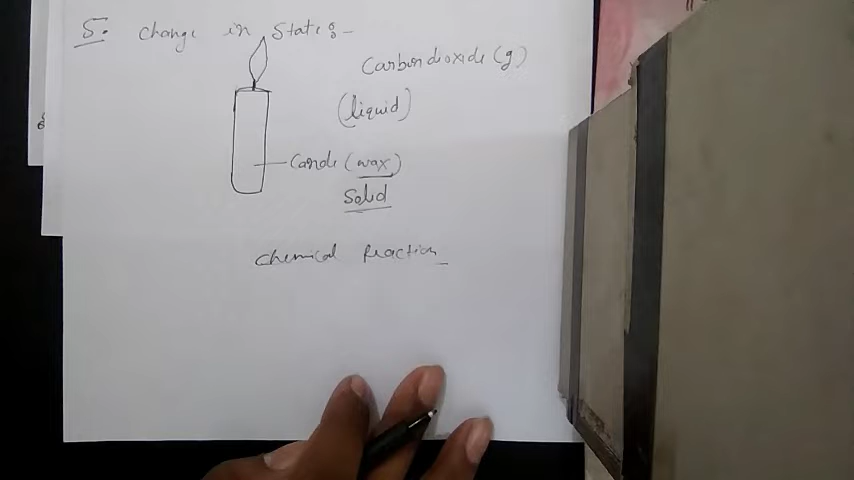 5. Change in State :-
Carbondioxide (g)
(liquid)
Candle (wax)
Solid
Chemical Reaction